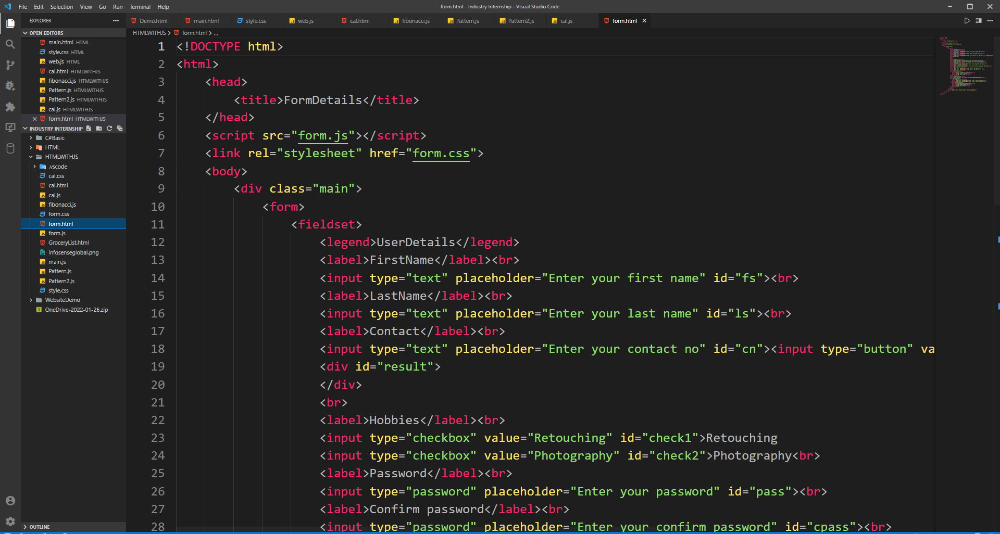 File Edit Selection View Go Run Terminal Help
form.html - Industry Internship - Visual Studio Code
EXPLORER
Demo.html main.html style.css web.js cal.html fibonacci.js Pattern.js Pattern2.js cal.js form.html
OPEN EDITORS
main.html HTML
style.css HTML
web.js HTML
cal.html HTMLWITHJS
fibonacci.js HTMLWITHJS
Pattern.js HTMLWITHJS
Pattern2.js HTMLWITHJS
cal.js HTMLWITHJS
form.html HTMLWITHJS
INDUSTRY INTERNSHIP
C#Basic
HTML
HTMLWITHJS
.vscode
cal.css
cal.html
cal.js
fibonacci.js
form.css
form.html
form.js
GroceryList.html
infosenseglobal.png
main.js
Pattern.js
Pattern2.js
style.css
WebsiteDemo
OneDrive-2022-01-26.zip
OUTLINE
HTMLWITHJS > form.html > ...
1 <!DOCTYPE html>
2 <html>
3 <head>
4 <title>FormDetails</title>
5 </head>
6 <script src="form.js"></script>
7 <link rel="stylesheet" href="form.css">
8 <body>
9 <div class="main">
10 <form>
11 <fieldset>
12 <legend>UserDetails</legend>
13 <label>FirstName</label><br>
14 <input type="text" placeholder="Enter your first name" id="fs"><br>
15 <label>LastName</label><br>
16 <input type="text" placeholder="Enter your last name" id="ls"><br>
17 <label>Contact</label><br>
18 <input type="text" placeholder="Enter your contact no" id="cn"><input type="button" va
19 <div id="result">
20 </div>
21 <br>
22 <label>Hobbies</label><br>
23 <input type="checkbox" value="Retouching" id="check1">Retouching
24 <input type="checkbox" value="Photography" id="check2">Photography<br>
25 <label>Password</label><br>
26 <input type="password" placeholder="Enter your password" id="pass"><br>
27 <label>Confirm password</label><br>
28 <input type="password" placeholder="Enter your confirm password" id="cpass"><br>